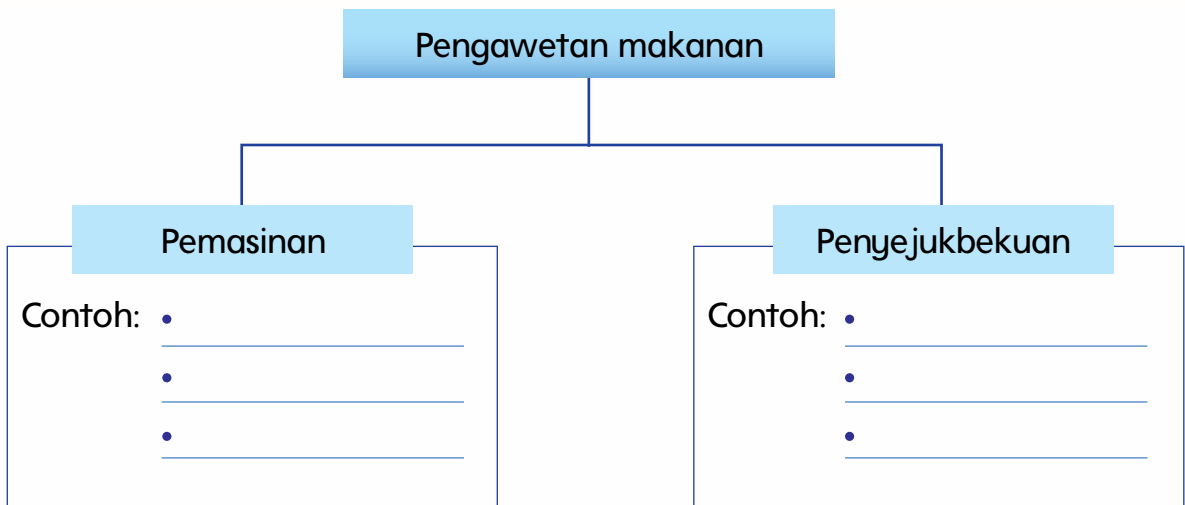 Pengawetan makanan
Pemasinan
Contoh: •
•
•
Penyejukbekuan
Contoh: •
•
•